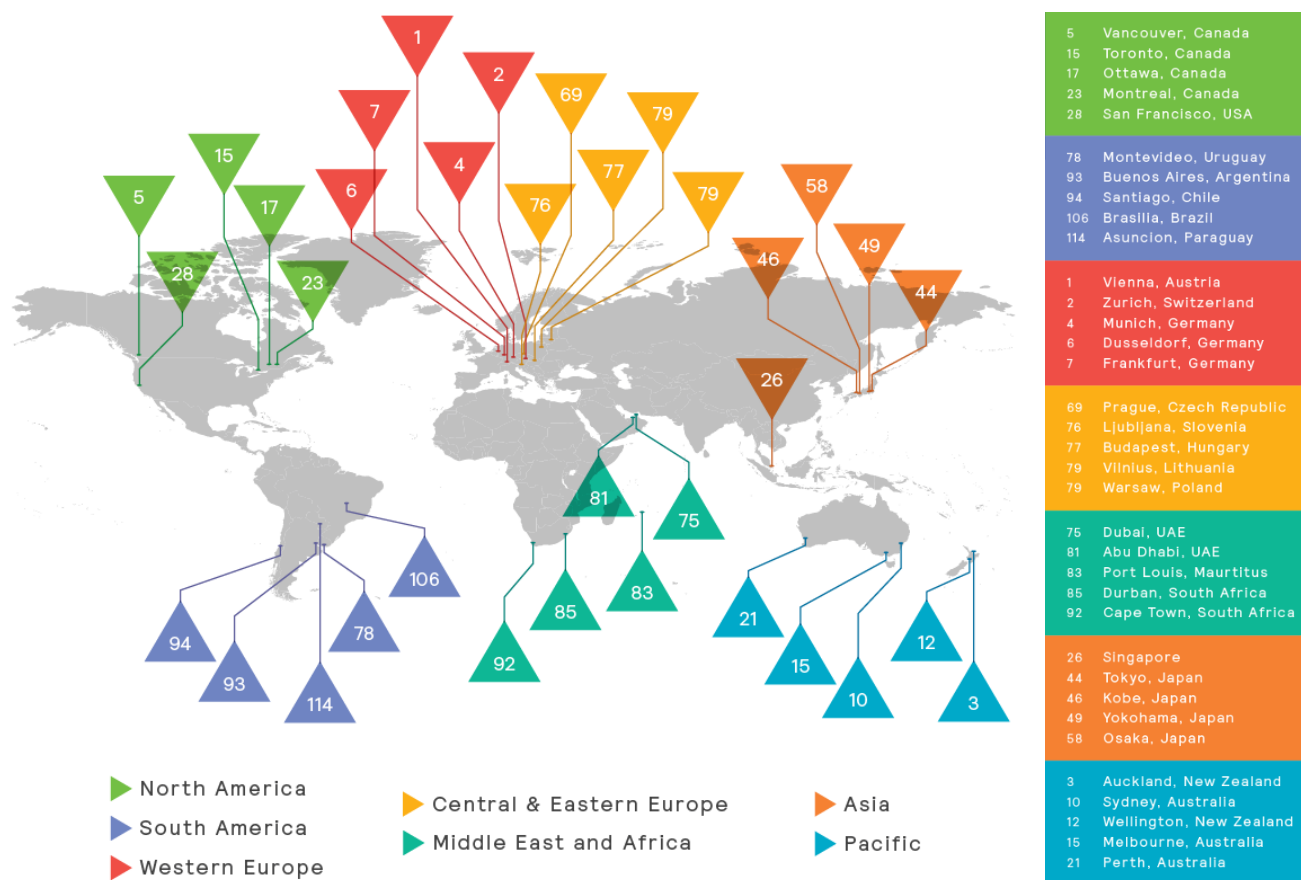 1
2
69
79
7
15
4
77
6
5
76
79
58
17
49
46
28
23
44
26
81
75
106
83
78
85
21
94
92
12
15
93
114
10
3
North America
South America
Western Europe
Central & Eastern Europe
Middle East and Africa
Asia
Pacific
5 Vancouver, Canada
15 Toronto, Canada
17 Ottawa, Canada
23 Montreal, Canada
28 San Francisco, USA
78 Montevideo, Uruguay
93 Buenos Aires, Argentina
94 Santiago, Chile
106 Brasilia, Brazil
114 Asuncion, Paraguay
1 Vienna, Austria
2 Zurich, Switzerland
4 Munich, Germany
6 Dusseldorf, Germany
7 Frankfurt, Germany
69 Prague, Czech Republic
76 Ljublijana, Slovenia
77 Budapest, Hungary
79 Vilnius, Lithuania
79 Warsaw, Poland
75 Dubai, UAE
81 Abu Dhabi, UAE
83 Port Louis, Maurtitus
85 Durban, South Africa
92 Cape Town, South Africa
26 Singapore
44 Tokyo, Japan
46 Kobe, Japan
49 Yokohama, Japan
58 Osaka, Japan
3 Auckland, New Zealand
10 Sydney, Australia
12 Wellington, New Zealand
15 Melbourne, Australia
21 Perth, Australia